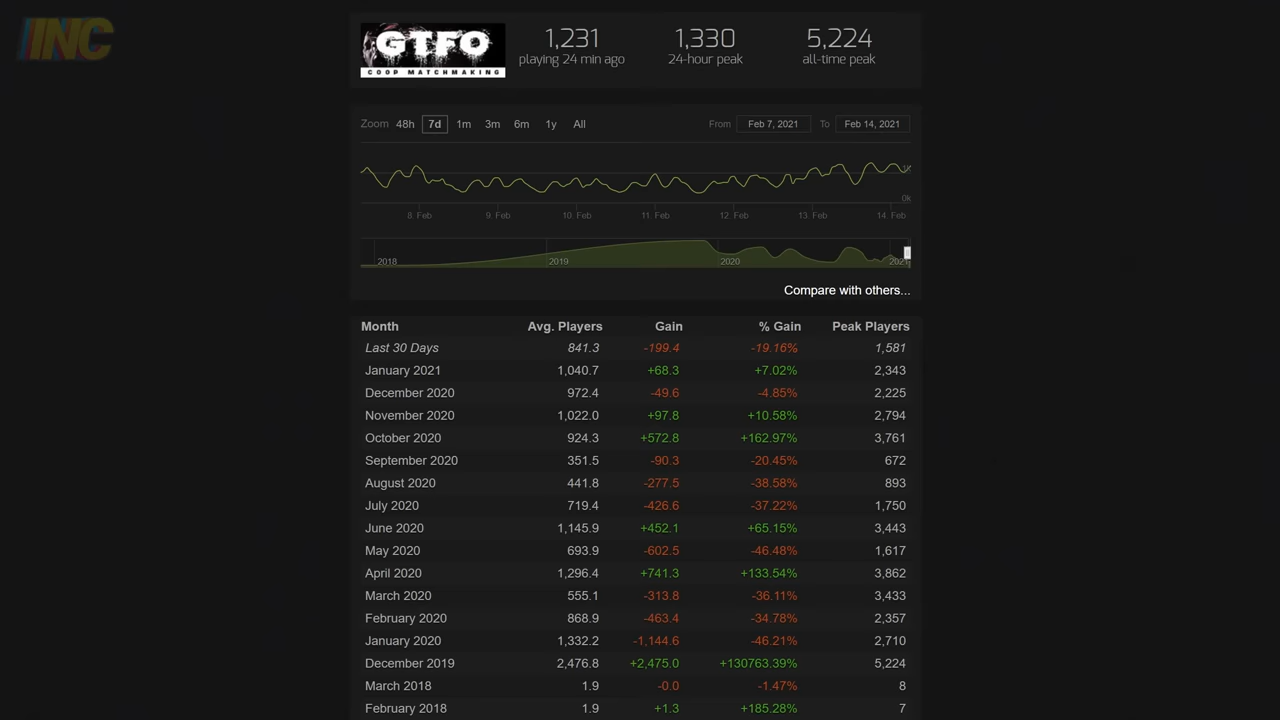 INC
GTFO
COOP MATCHMAKING
1,231
playing 24 min ago
1,330
24-hour peak
5,224
all-time peak
Zoom 48h 7d 1m 3m 6m 1y All From Feb 7, 2021 To Feb 14, 2021
1k
0k
8. Feb 9. Feb 10. Feb 11. Feb 12. Feb 13. Feb 14. Feb
2018 2019 2020 2021
Compare with others...
Month Avg. Players Gain % Gain Peak Players
Last 30 Days 841.3 -199.4 -19.16% 1,581
January 2021 1,040.7 +68.3 +7.02% 2,343
December 2020 972.4 -49.6 -4.85% 2,225
November 2020 1,022.0 +97.8 +10.58% 2,794
October 2020 924.3 +572.8 +162.97% 3,761
September 2020 351.5 -90.3 -20.45% 672
August 2020 441.8 -277.5 -38.58% 893
July 2020 719.4 -426.6 -37.22% 1,750
June 2020 1,145.9 +452.1 +65.15% 3,443
May 2020 693.9 -602.5 -46.48% 1,617
April 2020 1,296.4 +741.3 +133.54% 3,862
March 2020 555.1 -313.8 -36.11% 3,433
February 2020 868.9 -463.4 -34.78% 2,357
January 2020 1,332.2 -1,144.6 -46.21% 2,710
December 2019 2,476.8 +2,475.0 +130763.39% 5,224
March 2018 1.9 -0.0 -1.47% 8
February 2018 1.9 +1.3 +185.28% 7